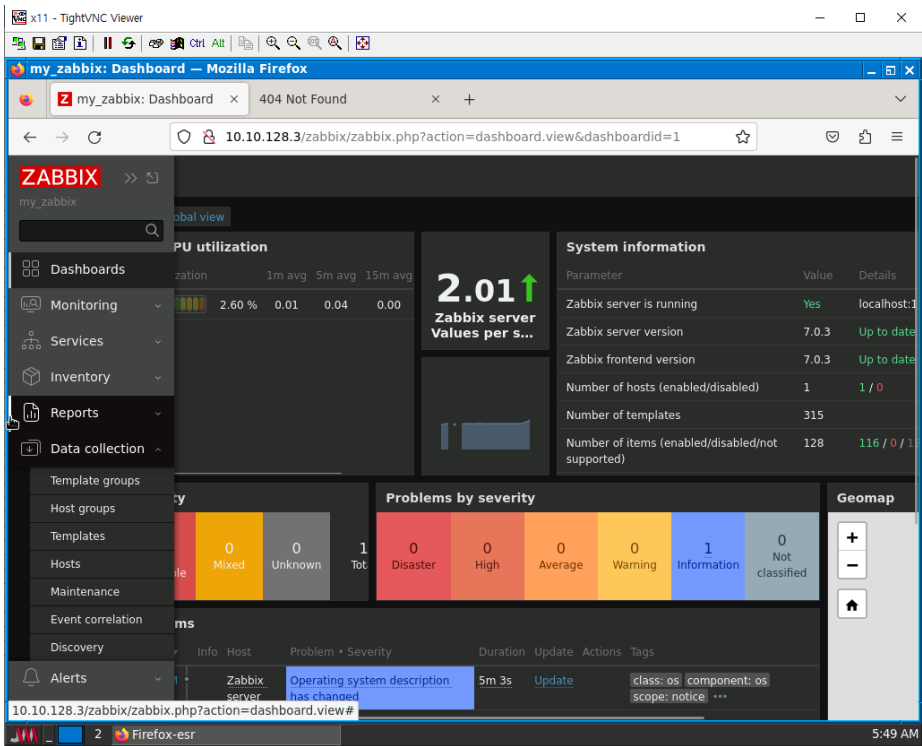 x11 - TightVNC Viewer
Ctrl Alt
my_zabbix: Dashboard — Mozilla Firefox
my_zabbix: Dashboard × 404 Not Found × +
10.10.128.3/zabbix/zabbix.php?action=dashboard.view&dashboardid=1
ZABBIX
my_zabbix
Dashboards
Monitoring
Services
Inventory
Reports
Data collection
Template groups
Host groups
Templates
Hosts
Maintenance
Event correlation
Discovery
Alerts
obal view
PU utilization
zation 1m avg 5m avg 15m avg
2.60 % 0.01 0.04 0.00
2.01
Zabbix server
Values per s...
System information
Parameter Value Details
Zabbix server is running Yes localhost:1
Zabbix server version 7.0.3 Up to date
Zabbix frontend version 7.0.3 Up to date
Number of hosts (enabled/disabled) 1 1 / 0
Number of templates 315
Number of items (enabled/disabled/not 128 116 / 0 / 1
supported)
ty
le
0 Mixed
0 Unknown
1 Tot
Problems by severity
0 Disaster
0 High
0 Average
0 Warning
1 Information
0 Not classified
Geomap
+
−
ms
Info Host Problem • Severity Duration Update Actions Tags
Zabbix Operating system description 5m 3s Update class: os component: os
server has changed scope: notice •••
10.10.128.3/zabbix/zabbix.php?action=dashboard.view#
2 Firefox-esr 5:49 AM